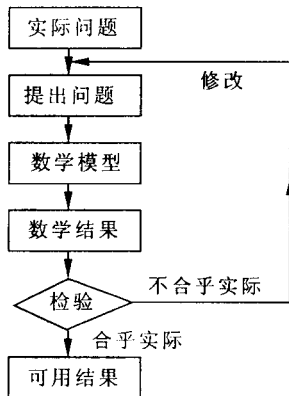 实际问题
修改
提出问题
数学模型
数学结果
不合乎实际
检验
合乎实际
可用结果